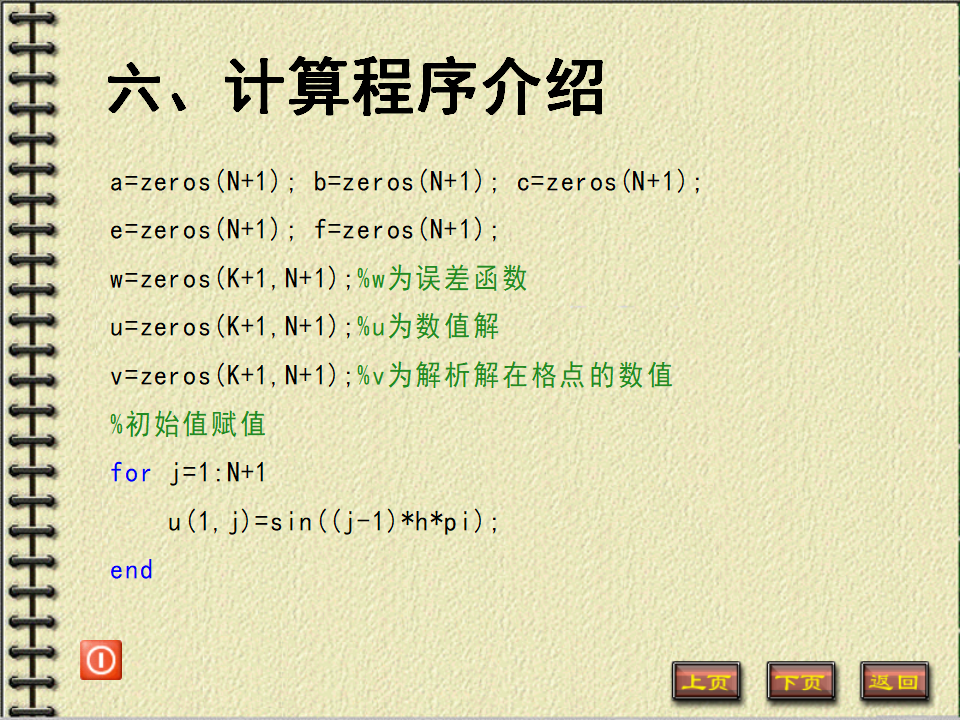 六、计算程序介绍
a=zeros(N+1); b=zeros(N+1); c=zeros(N+1);
e=zeros(N+1); f=zeros(N+1);
w=zeros(K+1,N+1);%w为误差函数
u=zeros(K+1,N+1);%u为数值解
v=zeros(K+1,N+1);%v为解析解在格点的数值
%初始值赋值
for j=1:N+1
u(1,j)=sin((j-1)*h*pi);
end
上页 下页 返回